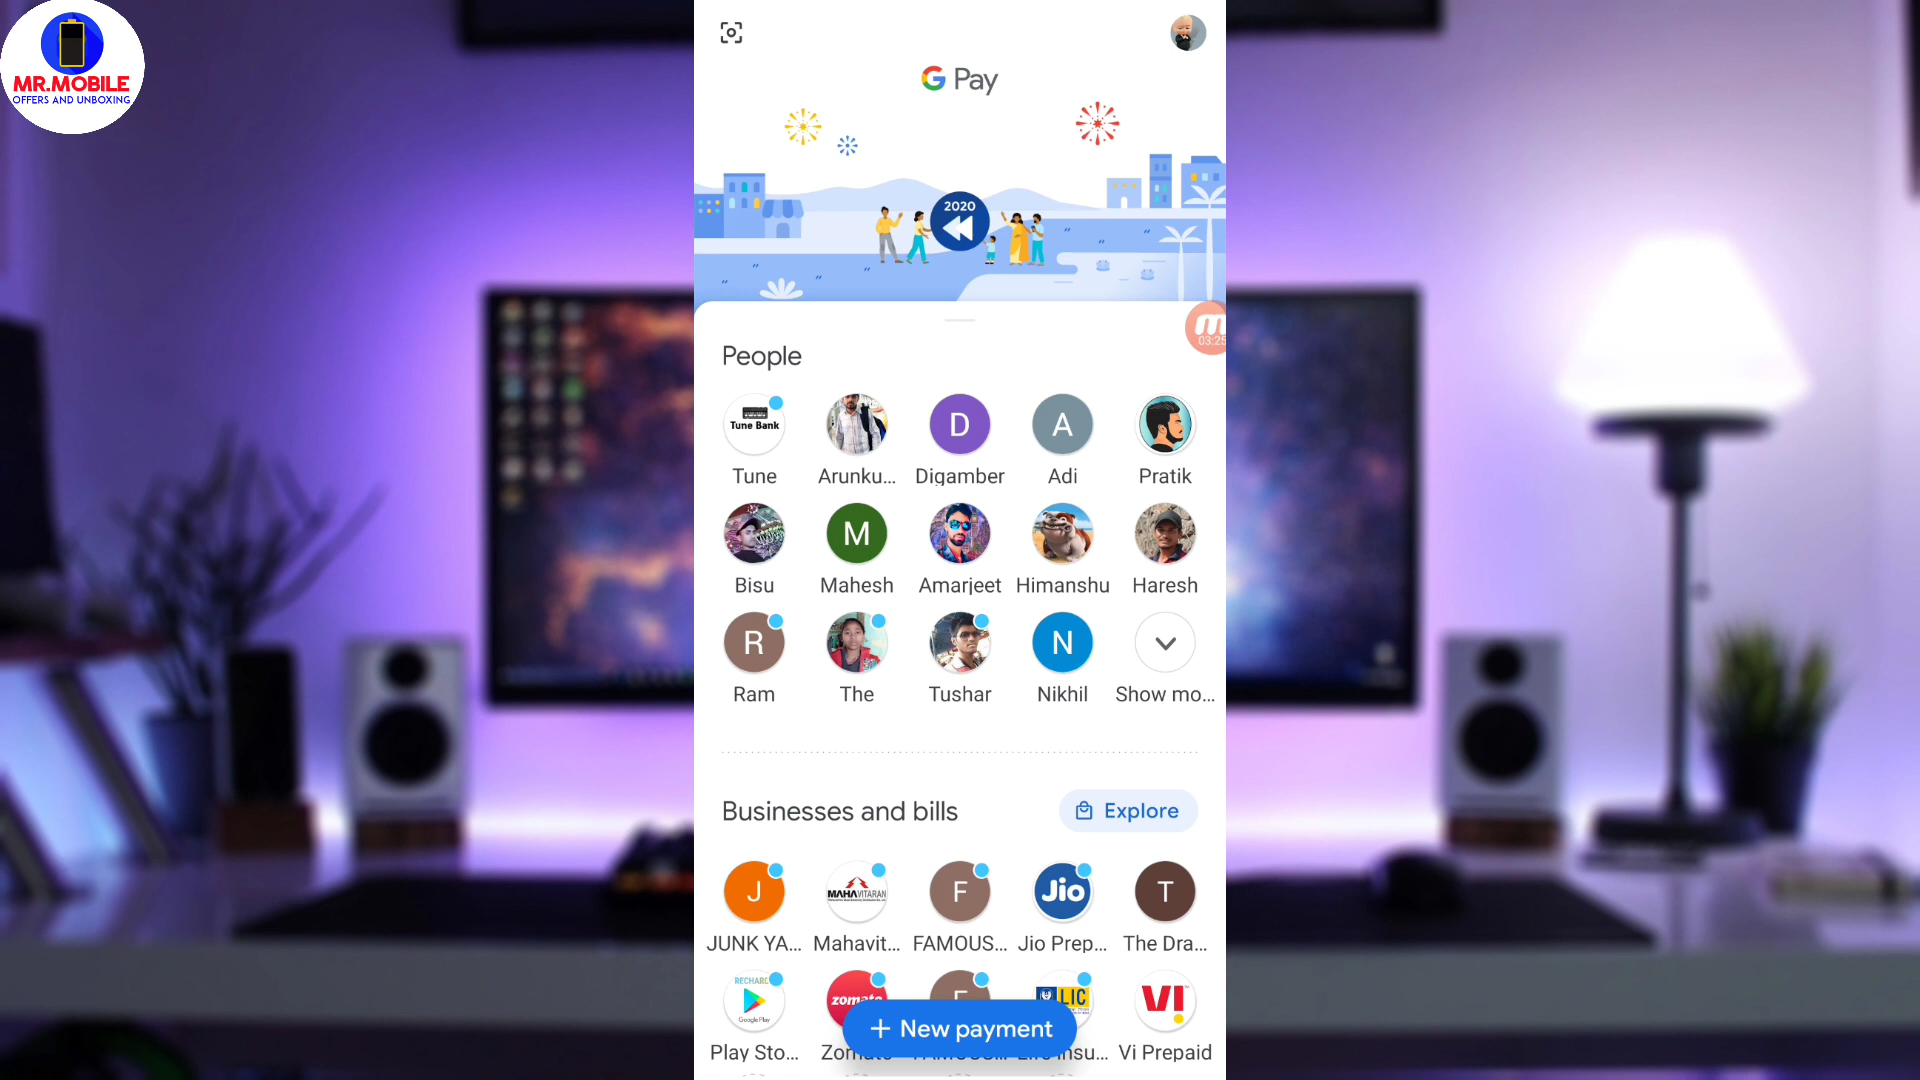 MR.MOBILE
OFFERS AND UNBOXING
G Pay
2020
03:25
People
Tune Bank
D
A
Tune
Arunku...
Digamber
Adi
Pratik
M
Bisu
Mahesh
Amarjeet
Himanshu
Haresh
R
N
Ram
The
Tushar
Nikhil
Show mo...
Businesses and bills
Explore
J
MAHAVITARAN
F
Jio
T
JUNK YA...
Mahavit...
FAMOUS...
Jio Prep...
The Dra...
Google Play
zomato
LIC
VI
+ New payment
Play Sto...
Vi Prepaid